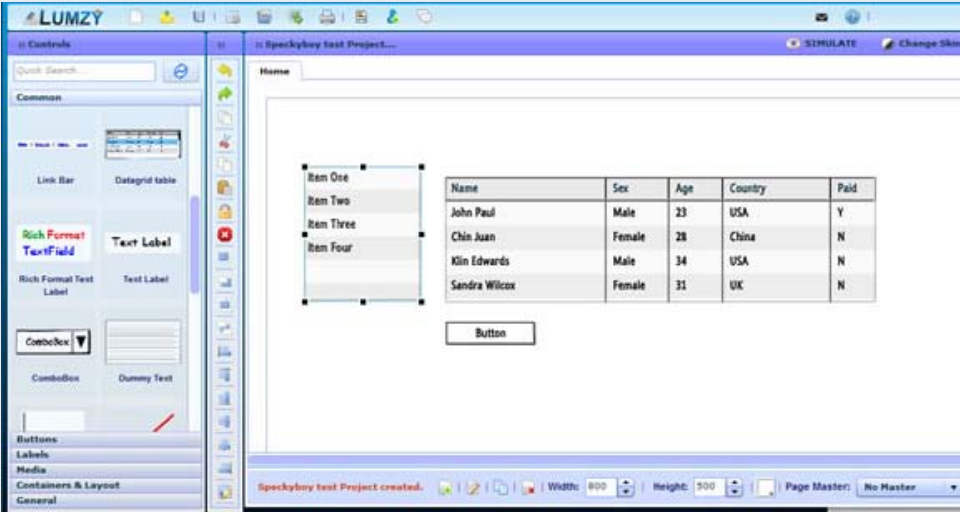 LUMZY
Controls
Speckyboy test Project....
SIMULATE
Change Skin
Quick Search...
Home
Common
Link Bar
Datagrid table
Rich Format
TextField
Text Label
Rich Format Text
Label
Text Label
ComboBox
ComboBox
Dummy Text
Buttons
Labels
Media
Containers & Layout
General
Item One
Item Two
Item Three
Item Four
Name Sex Age Country Paid
John Paul Male 23 USA Y
Chin Juan Female 28 China N
Klin Edwards Male 34 USA N
Sandra Wilcox Female 31 UK N
Button
Speckyboy test Project created.
Width: 800
Height: 500
Page Master: No Master